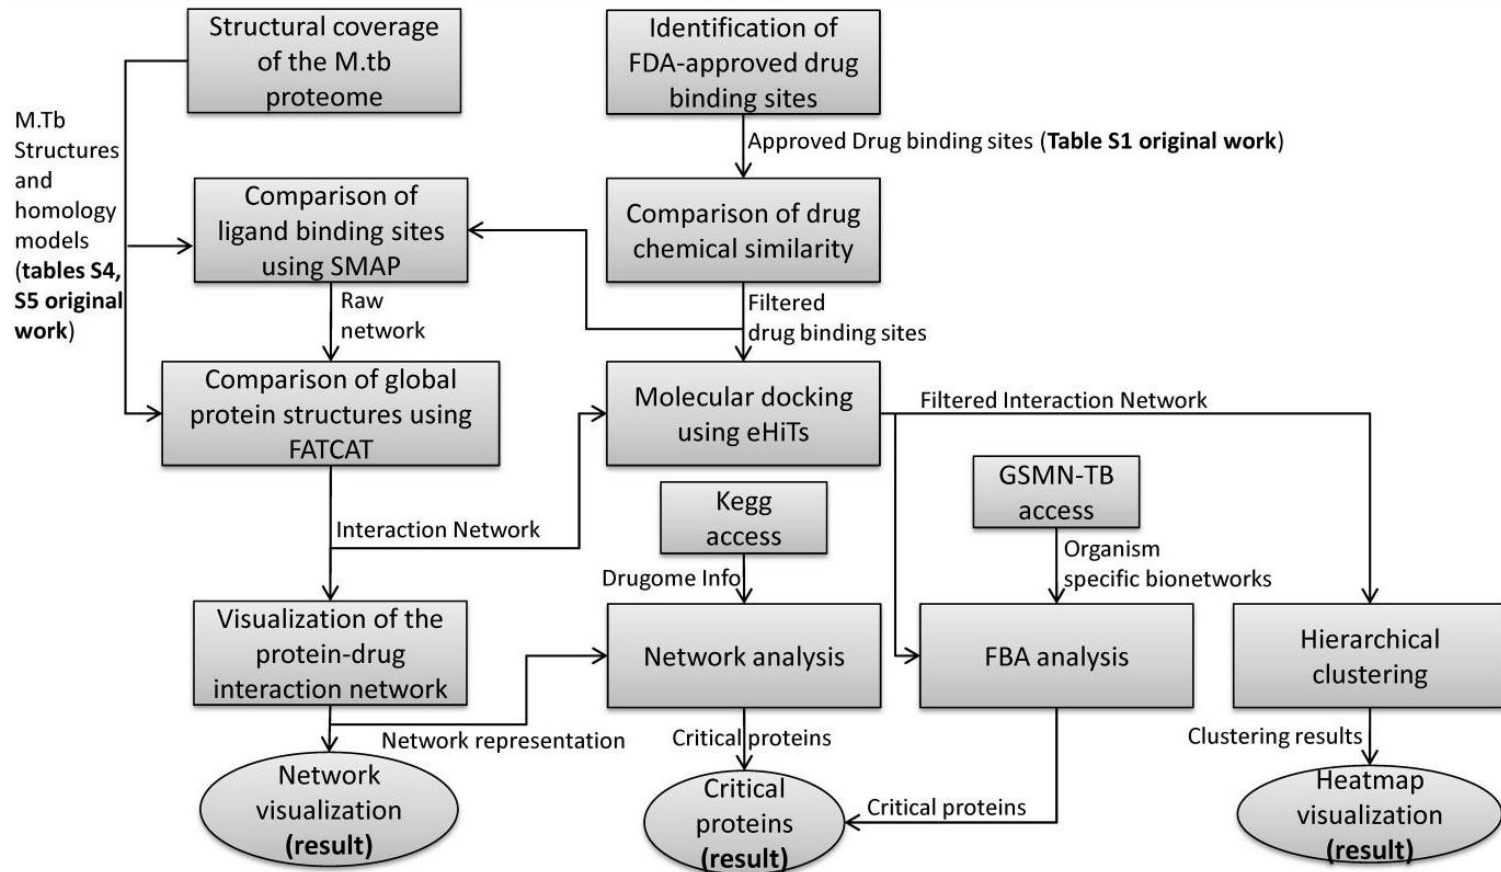 Structural coverage
of the M.tb
proteome
Identification of
FDA-approved drug
binding sites
M.Tb
Structures
and
homology
models
(tables S4,
S5 original
work)
Approved Drug binding sites (Table S1 original work)
Comparison of
ligand binding sites
using SMAP
Comparison of drug
chemical similarity
Raw
network
Filtered
drug binding sites
Comparison of global
protein structures using
FATCAT
Molecular docking
using eHiTs
Filtered Interaction Network
Kegg
access
GSMN-TB
access
Interaction Network
Organism
specific bionetworks
Drugome Info
Visualization of the
protein-drug
interaction network
Network analysis
FBA analysis
Hierarchical
clustering
Network representation
Critical proteins
Clustering results
Network
visualization
(result)
Critical
proteins
(result)
Critical proteins
Heatmap
visualization
(result)